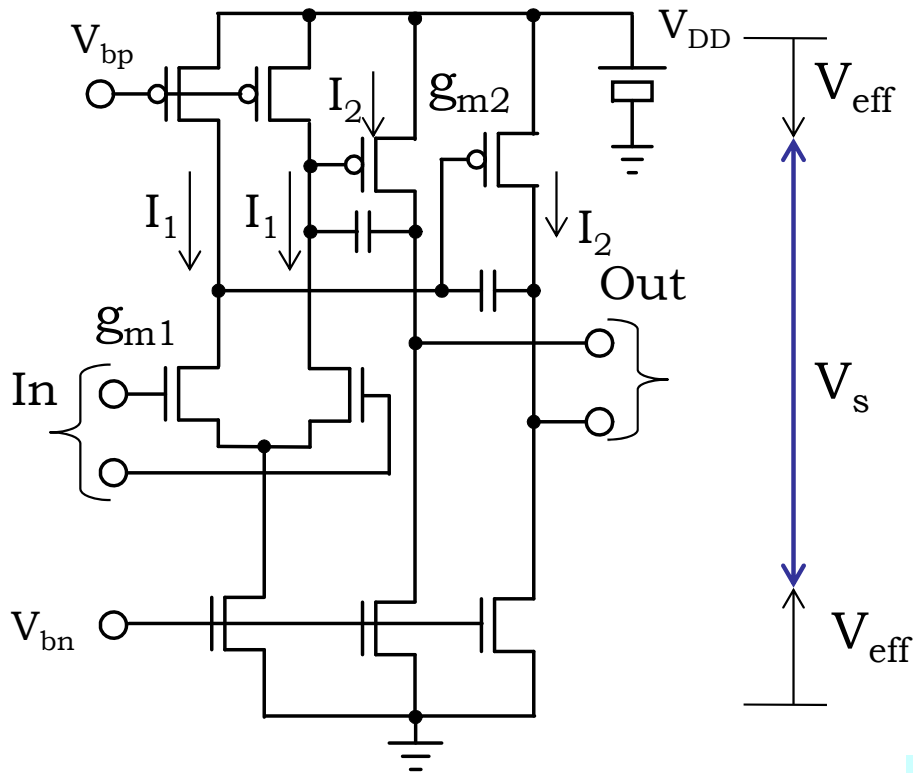 V_bp
V_DD
I_2
g_m2
V_eff
I_1
I_1
I_2
Out
g_m1
In
V_s
V_bn
V_eff